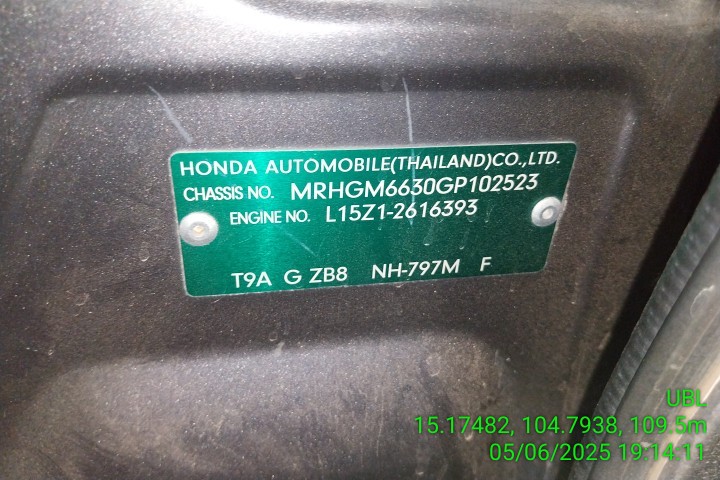 HONDA AUTOMOBILE(THAILAND)CO.,LTD.
CHASSIS NO. MRHGM6630GP102523
ENGINE NO. L15Z1-2616393
T9A G ZB8 NH-797M F
UBL
15.17482, 104.7938, 109.5m
05/06/2025 19:14:11